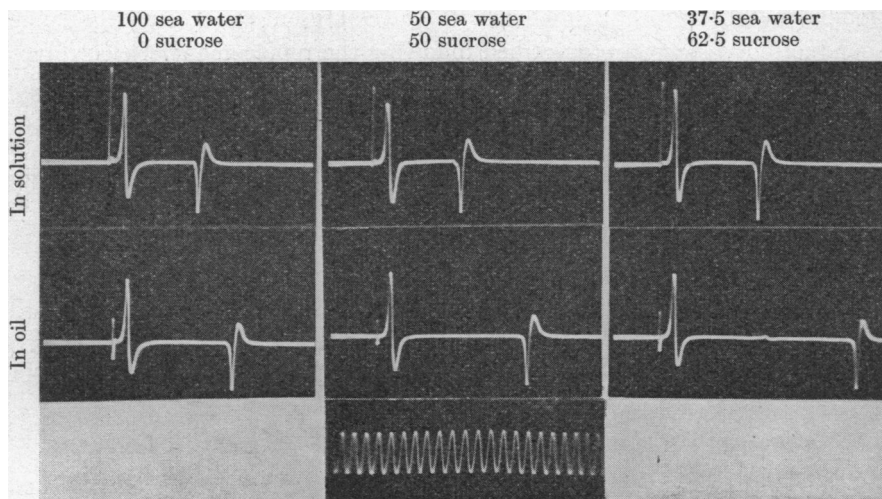 100 sea water
0 sucrose
50 sea water
50 sucrose
37·5 sea water
62·5 sucrose
In solution
In oil